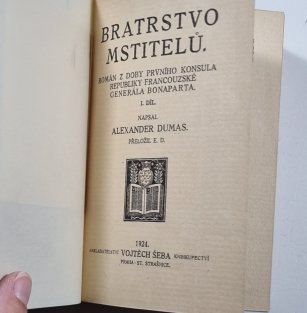 BRATRSTVO
MSTITELŮ.
ROMÁN Z DOBY PRVNÍHO KONSULA
REPUBLIKY FRANCOUZSKÉ
GENERÁLA BONAPARTA.
I. DÍL.
NAPSAL
ALEXANDER DUMAS.
PŘELOŽIL E. D.
1924.
NAKLADATELSTVÍ VOJTĚCH ŠEBA KNIHKUPECTVÍ
PRAHA-ST. STRAŠNICE.